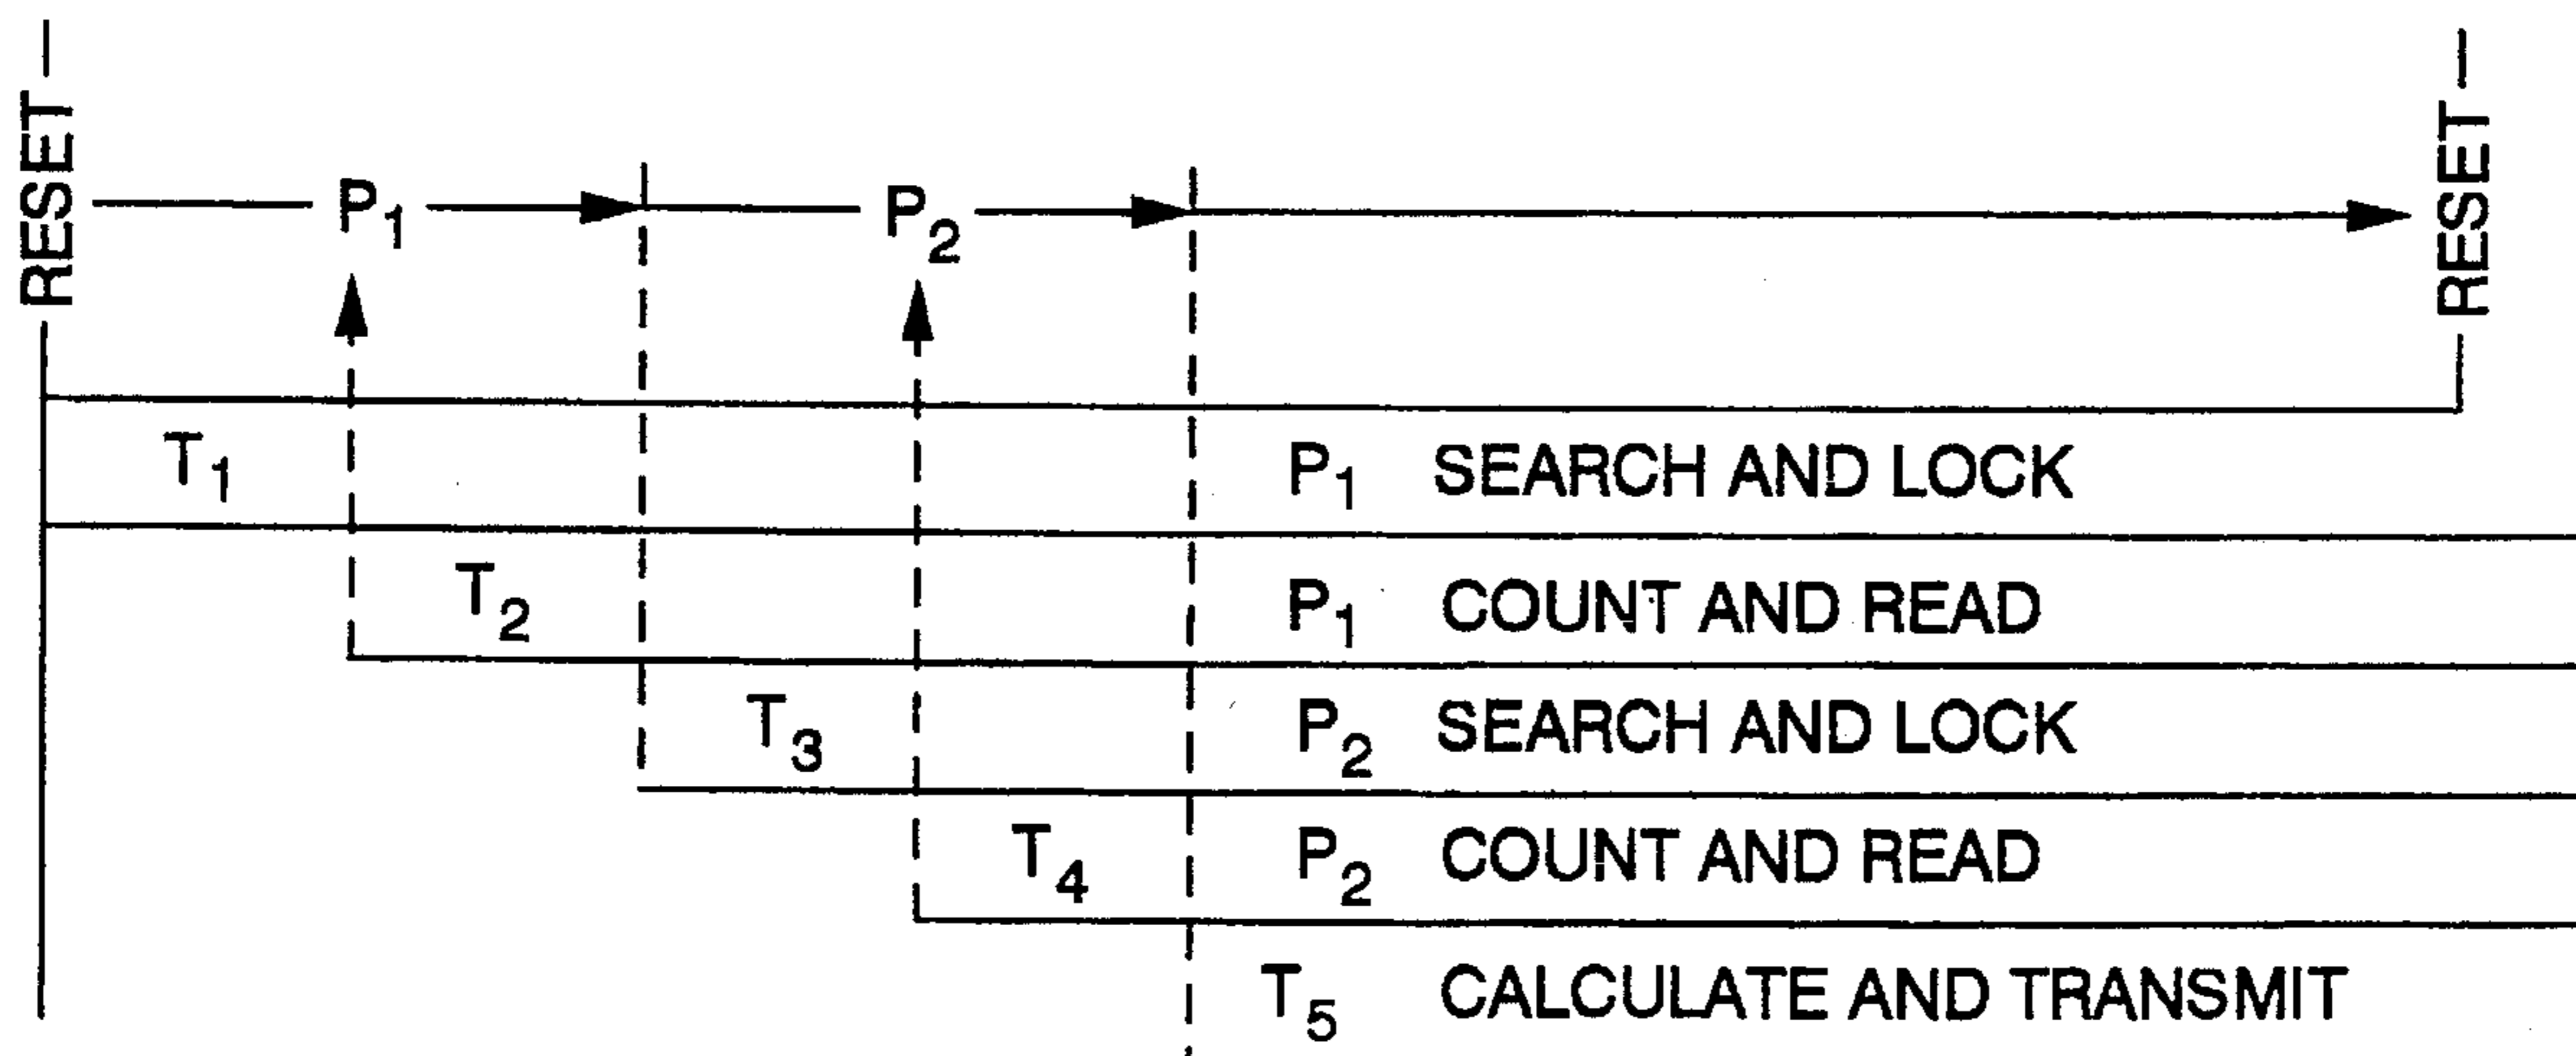 RESET
P₁
P₂
RESET
T₁ P₁ SEARCH AND LOCK
T₂ P₁ COUNT AND READ
T₃ P₂ SEARCH AND LOCK
T₄ P₂ COUNT AND READ
T₅ CALCULATE AND TRANSMIT